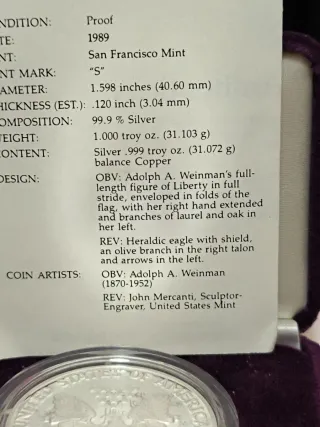 ONDITION: Proof
TE: 1989
NT: San Francisco Mint
NT MARK: "S"
AMETER: 1.598 inches (40.60 mm)
HICKNESS (EST.): .120 inch (3.04 mm)
OMPOSITION: 99.9 % Silver
EIGHT: 1.000 troy oz. (31.103 g)
ONTENT: Silver .999 troy oz. (31.072 g)
balance Copper
DESIGN: OBV: Adolph A. Weinman's full-
length figure of Liberty in full
stride, enveloped in folds of the
flag, with her right hand extended
and branches of laurel and oak in
her left.
REV: Heraldic eagle with shield,
an olive branch in the right talon
and arrows in the left.
COIN ARTISTS: OBV: Adolph A. Weinman
(1870-1952)
REV: John Mercanti, Sculptor-
Engraver, United States Mint
UNITED STATES OF AMERICA